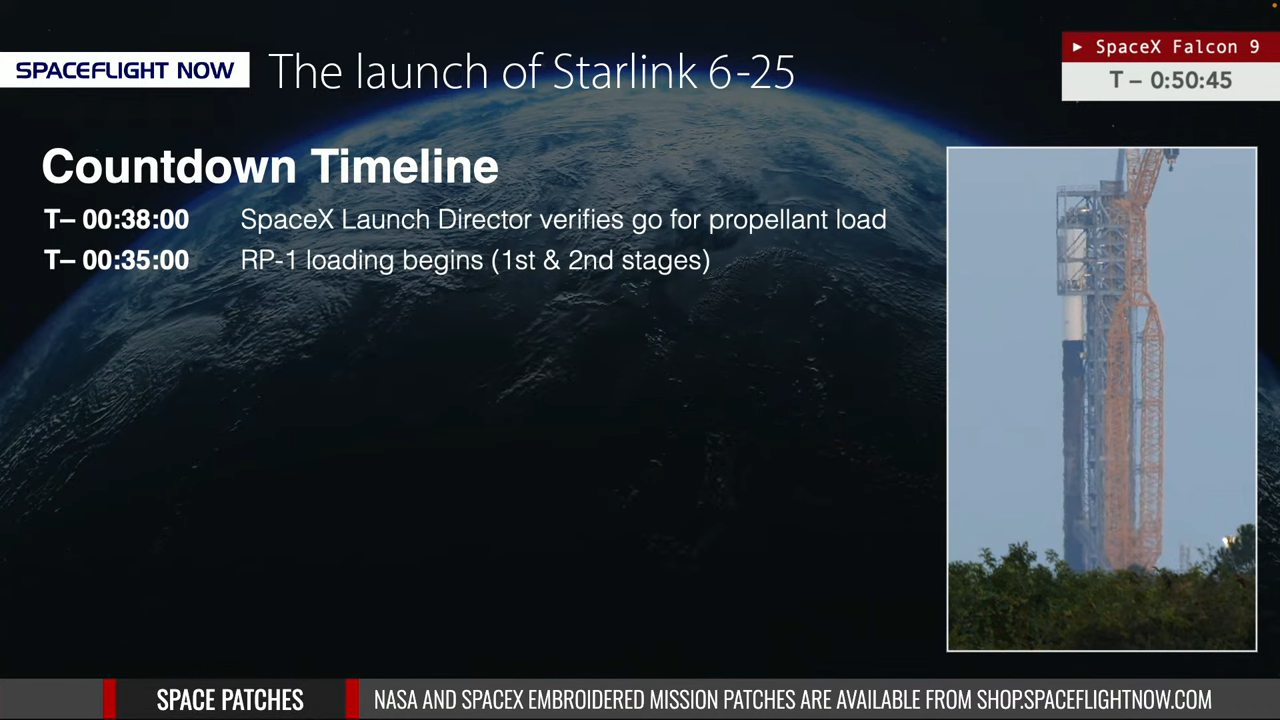 SPACEFLIGHT NOW
The launch of Starlink 6-25
▶ SpaceX Falcon 9
T – 0:50:45
Countdown Timeline
T– 00:38:00 SpaceX Launch Director verifies go for propellant load
T– 00:35:00 RP-1 loading begins (1st & 2nd stages)
SPACE PATCHES
NASA AND SPACEX EMBROIDERED MISSION PATCHES ARE AVAILABLE FROM SHOP.SPACEFLIGHTNOW.COM